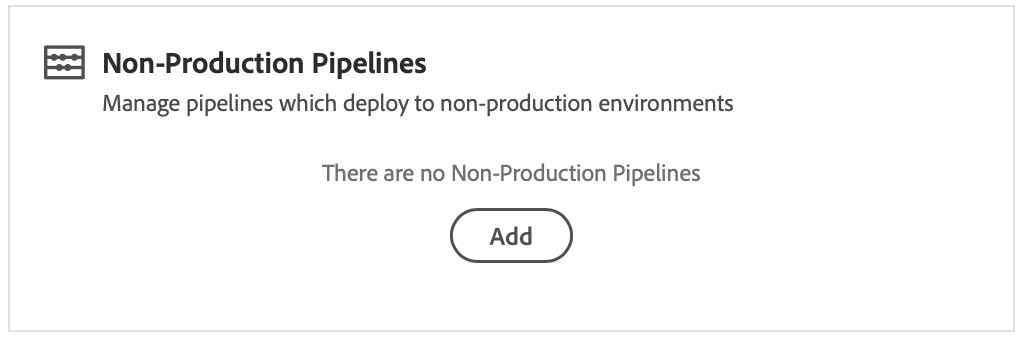 Non-Production Pipelines
Manage pipelines which deploy to non-production environments
There are no Non-Production Pipelines
Add